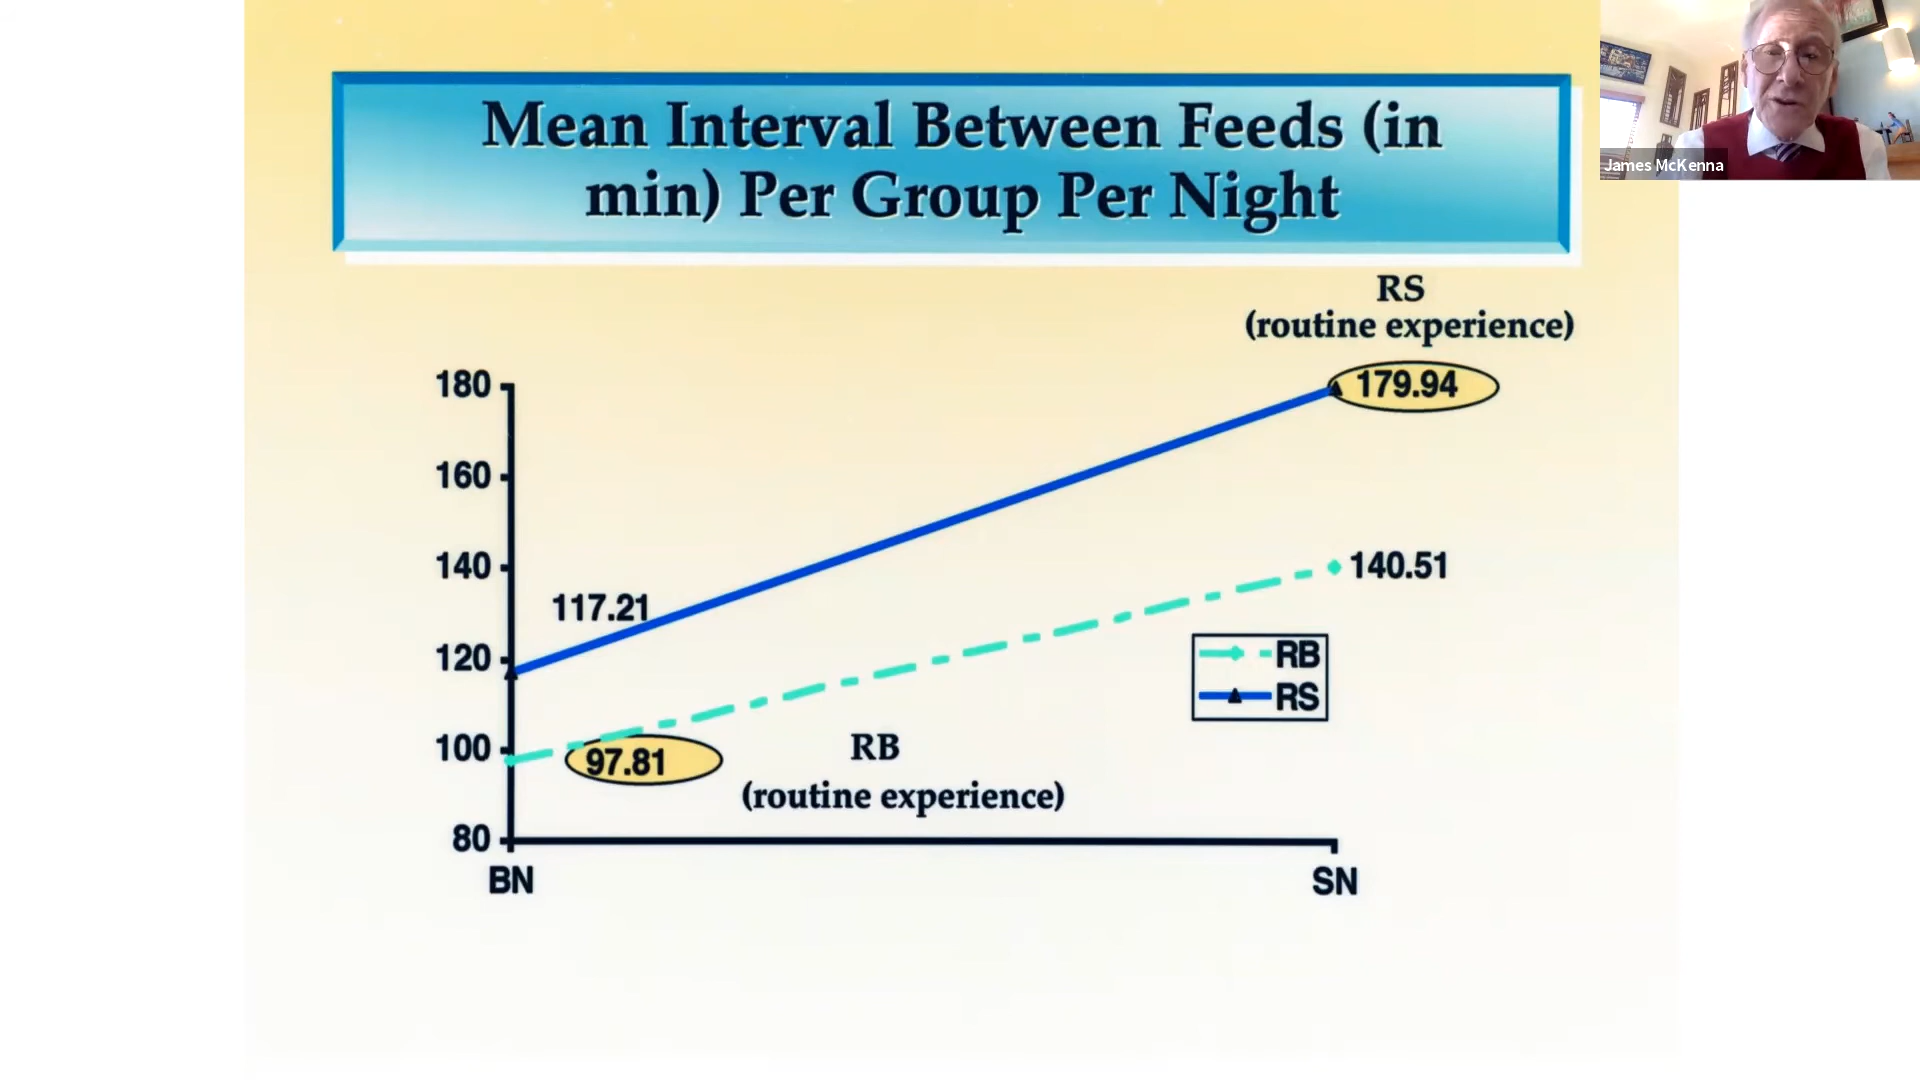 Mean Interval Between Feeds (in
min) Per Group Per Night
James McKenna
RS
(routine experience)
180
179.94
160
140
140.51
117.21
120
RB
RS
100
97.81
RB
(routine experience)
80
BN
SN